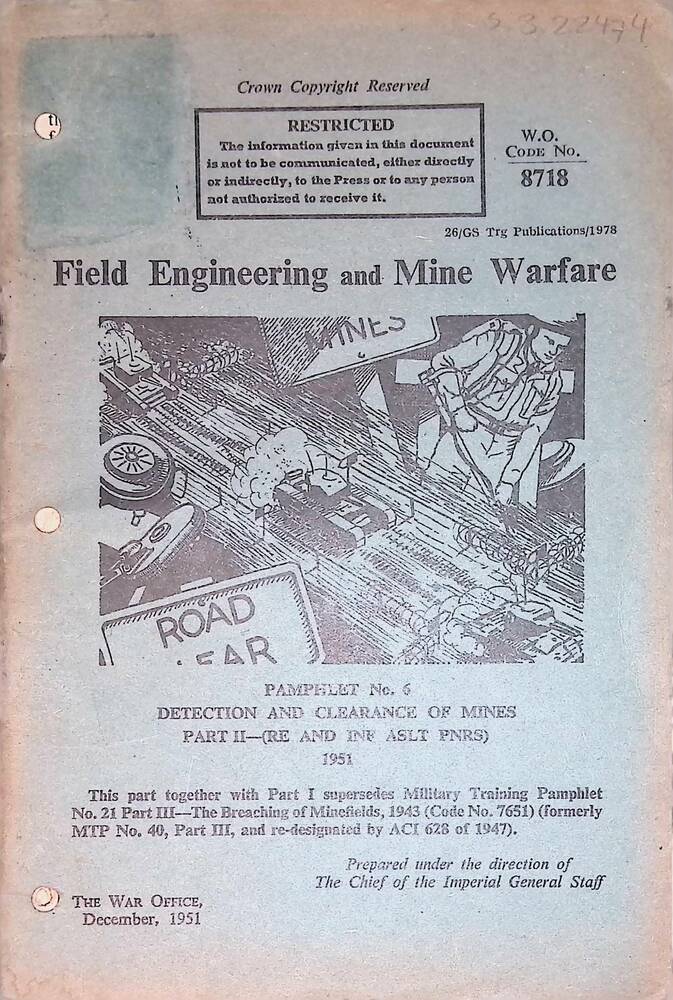 S.3.22474
Crown Copyright Reserved
RESTRICTED
The information given in this document
is not to be communicated, either directly
or indirectly, to the Press or to any person
not authorized to receive it.
W.O.
CODE No.
8718
26/GS Trg Publications/1978
Field Engineering and Mine Warfare
MINES
ROAD
LEAR
PAMPHLET No. 6
DETECTION AND CLEARANCE OF MINES
PART II—(RE AND INF ASLT PNRS)
1951
This part together with Part I supersedes Military Training Pamphlet
No. 21 Part III—The Breaching of Minefields, 1943 (Code No. 7651) (formerly
MTP No. 40, Part III, and re-designated by ACI 628 of 1947).
Prepared under the direction of
The Chief of the Imperial General Staff
THE WAR OFFICE,
December, 1951